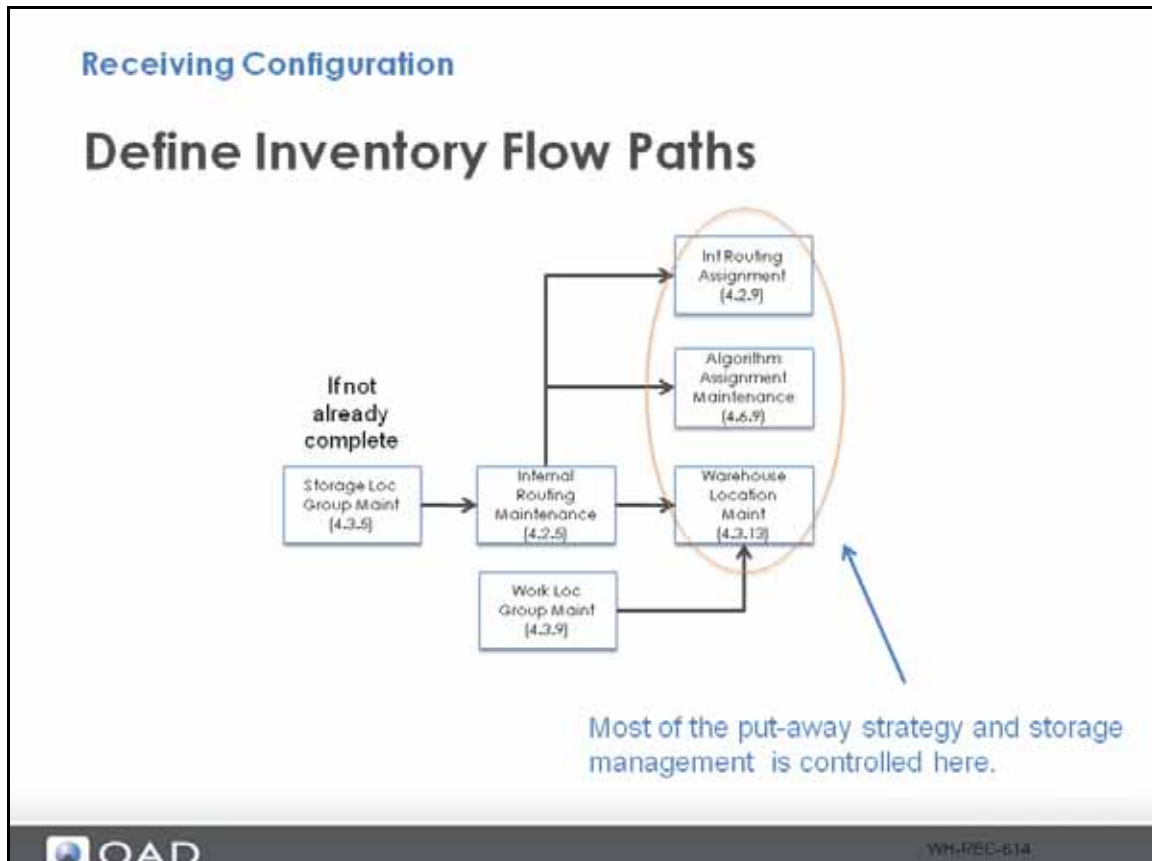 Receiving Configuration
Define Inventory Flow Paths
Int Routing
Assignment
(4.2.9)
Algorithm
Assignment
Maintenance
(4.6.9)
If not
already
complete
Storage Loc
Group Maint
(4.3.5)
Internal
Routing
Maintenance
(4.2.5)
Warehouse
Location
Maint
(4.3.13)
Work Loc
Group Maint
(4.3.9)
Most of the put-away strategy and storage
management is controlled here.
QAD
WH-REC-614